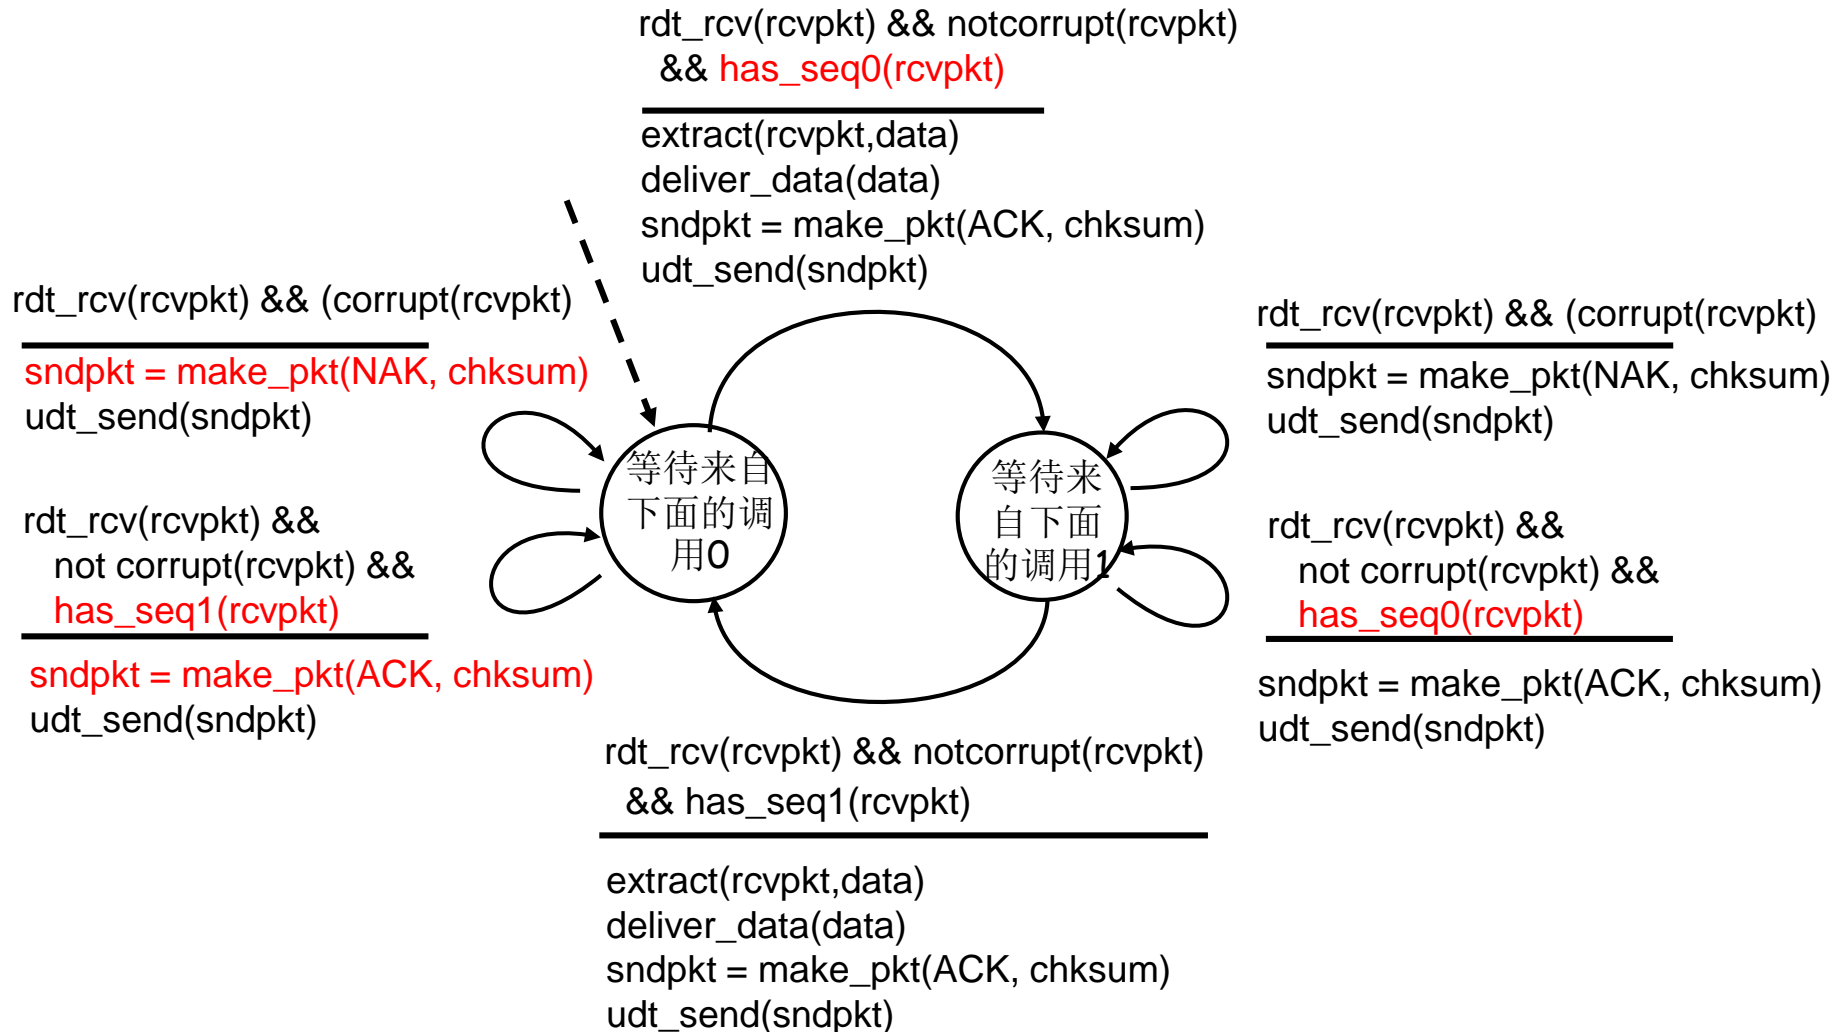 rdt_rcv(rcvpkt) && notcorrupt(rcvpkt)
&& has_seq0(rcvpkt)
extract(rcvpkt,data)
deliver_data(data)
sndpkt = make_pkt(ACK, chksum)
udt_send(sndpkt)
rdt_rcv(rcvpkt) && (corrupt(rcvpkt)
sndpkt = make_pkt(NAK, chksum)
udt_send(sndpkt)
rdt_rcv(rcvpkt) &&
not corrupt(rcvpkt) &&
has_seq1(rcvpkt)
sndpkt = make_pkt(ACK, chksum)
udt_send(sndpkt)
等待来自
下面的调
用0
等待来
自下面
的调用1
rdt_rcv(rcvpkt) && (corrupt(rcvpkt)
sndpkt = make_pkt(NAK, chksum)
udt_send(sndpkt)
rdt_rcv(rcvpkt) &&
not corrupt(rcvpkt) &&
has_seq0(rcvpkt)
sndpkt = make_pkt(ACK, chksum)
udt_send(sndpkt)
rdt_rcv(rcvpkt) && notcorrupt(rcvpkt)
&& has_seq1(rcvpkt)
extract(rcvpkt,data)
deliver_data(data)
sndpkt = make_pkt(ACK, chksum)
udt_send(sndpkt)